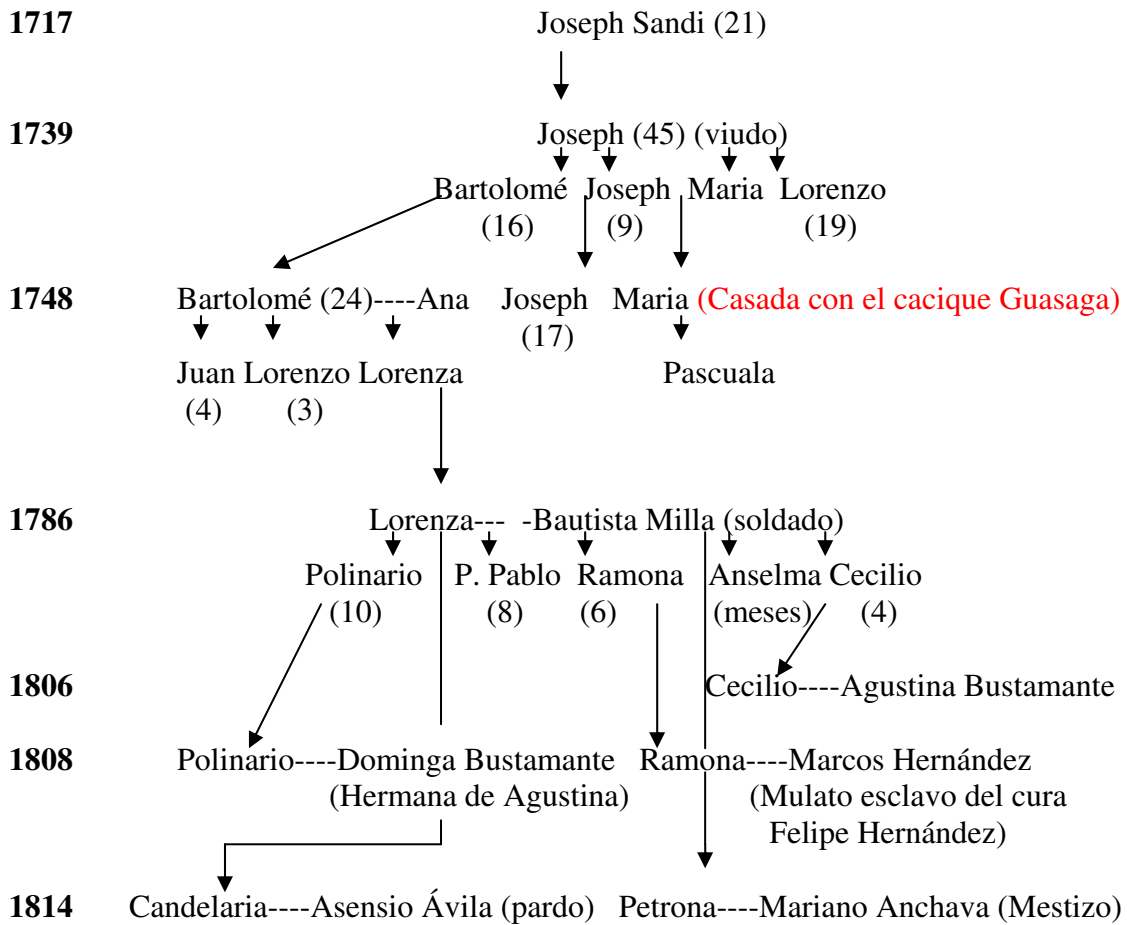 1717 Joseph Sandi (21)
1739 Joseph (45) (viudo)
Bartolomé Joseph Maria Lorenzo
(16) (9) (19)
1748 Bartolomé (24)----Ana Joseph Maria (Casada con el cacique Guasaga)
(17)
Juan Lorenzo Lorenza Pascuala
(4) (3)
1786 Lorenza--- -Bautista Milla (soldado)
Polinario P. Pablo Ramona Anselma Cecilio
(10) (8) (6) (meses) (4)
1806 Cecilio----Agustina Bustamante
1808 Polinario----Dominga Bustamante Ramona----Marcos Hernández
(Hermana de Agustina) (Mulato esclavo del cura
Felipe Hernández)
1814 Candelaria----Asensio Ávila (pardo) Petrona----Mariano Anchava (Mestizo)